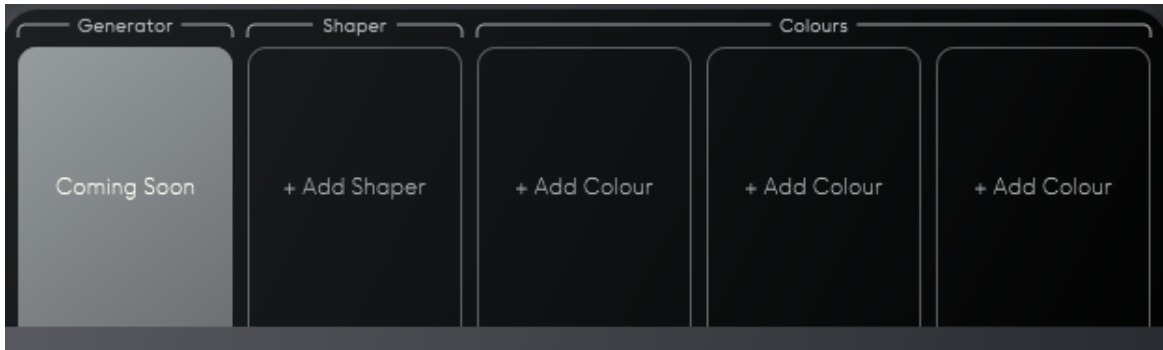 Generator
Shaper
Colours
Coming Soon
+ Add Shaper
+ Add Colour
+ Add Colour
+ Add Colour